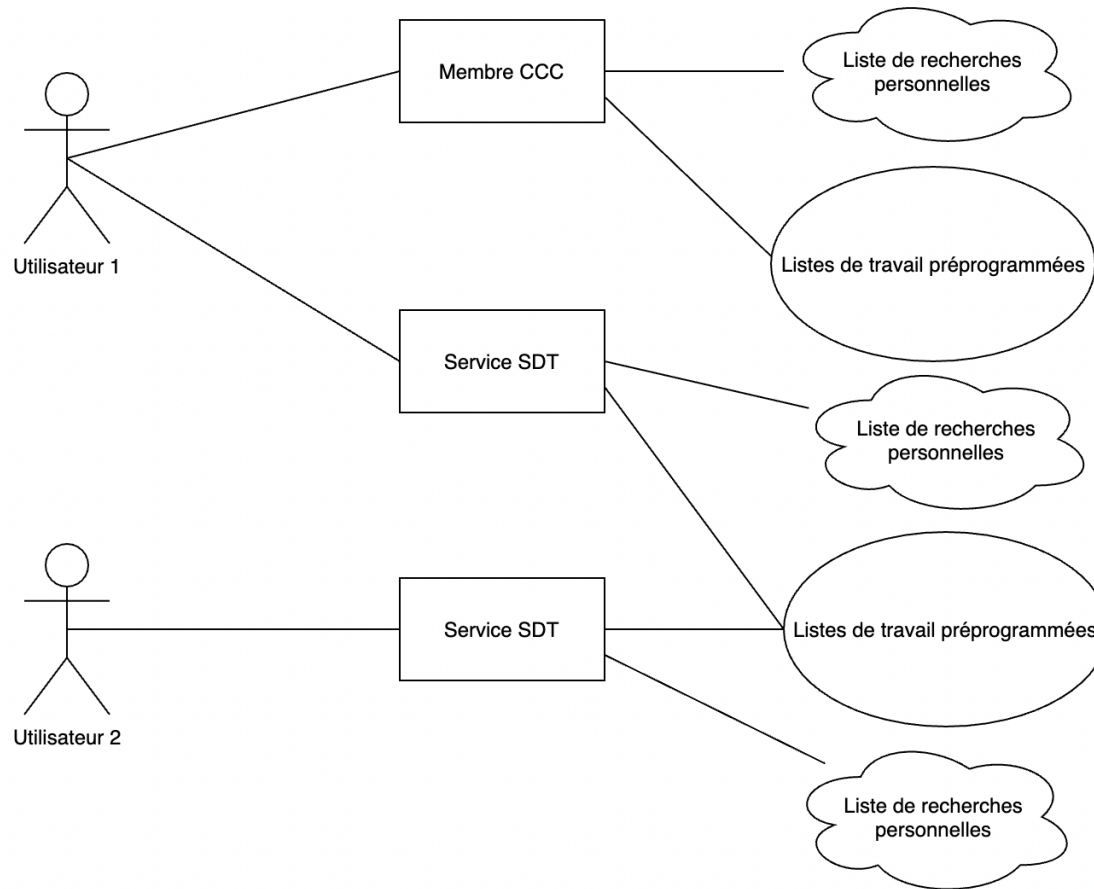 Membre CCC
Liste de recherches
personnelles
Utilisateur 1
Listes de travail préprogrammées
Service SDT
Liste de recherches
personnelles
Service SDT
Listes de travail préprogrammées
Utilisateur 2
Liste de recherches
personnelles